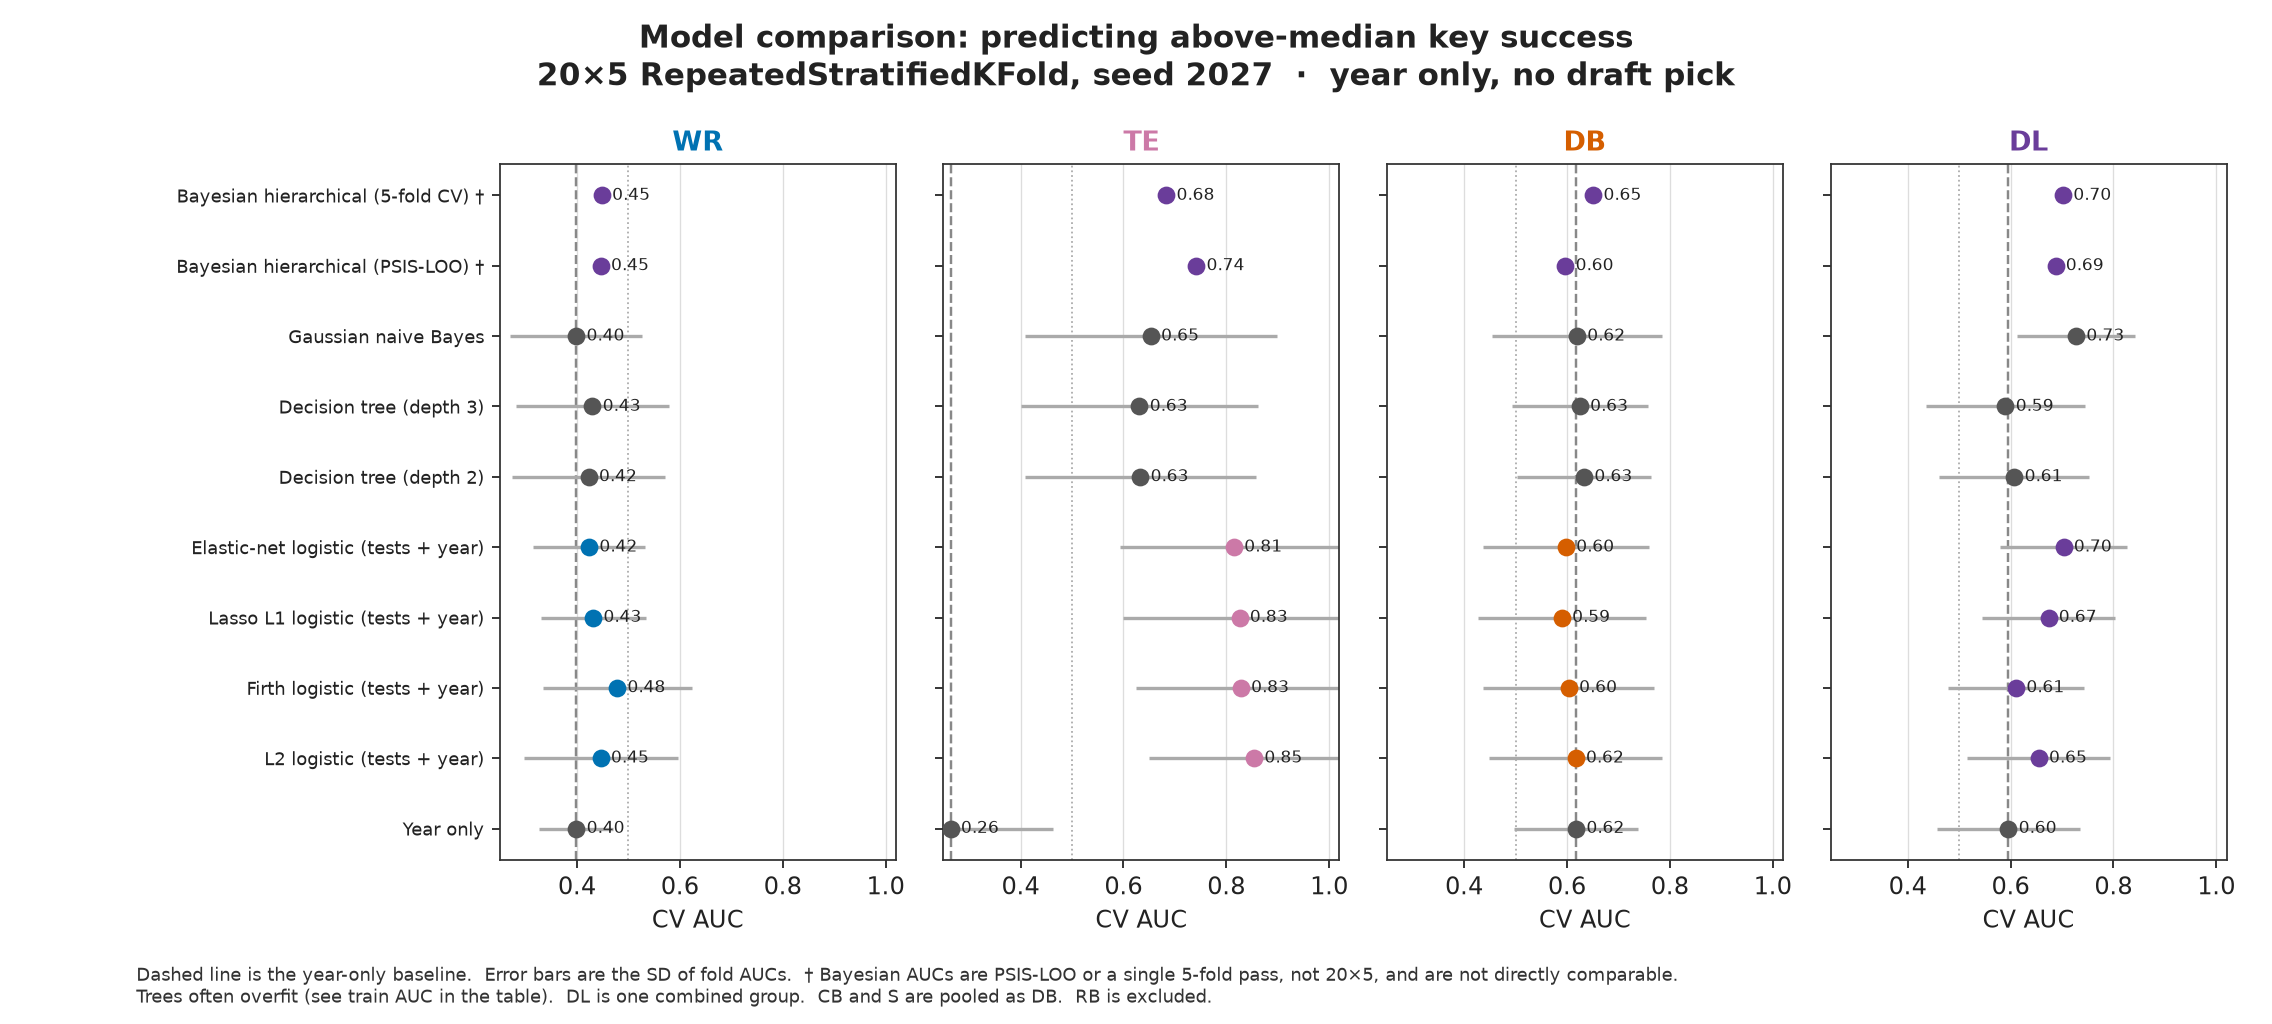 Model comparison: predicting above-median key success
20×5 RepeatedStratifiedKFold, seed 2027  ·  year only, no draft pick
WR TE DB DL
Bayesian hierarchical (5-fold CV) † 0.45 0.68 0.65 0.70
Bayesian hierarchical (PSIS-LOO) † 0.45 0.74 0.60 0.69
Gaussian naive Bayes 0.40 0.65 0.62 0.73
Decision tree (depth 3) 0.43 0.63 0.63 0.59
Decision tree (depth 2) 0.42 0.63 0.63 0.61
Elastic-net logistic (tests + year) 0.42 0.81 0.60 0.70
Lasso L1 logistic (tests + year) 0.43 0.83 0.59 0.67
Firth logistic (tests + year) 0.48 0.83 0.60 0.61
L2 logistic (tests + year) 0.45 0.85 0.62 0.65
Year only 0.40 0.26 0.62 0.60
0.4 0.6 0.8 1.0 0.4 0.6 0.8 1.0 0.4 0.6 0.8 1.0 0.4 0.6 0.8 1.0
CV AUC CV AUC CV AUC CV AUC
Dashed line is the year-only baseline.  Error bars are the SD of fold AUCs.  † Bayesian AUCs are PSIS-LOO or a single 5-fold pass, not 20×5, and are not directly comparable.
Trees often overfit (see train AUC in the table).  DL is one combined group.  CB and S are pooled as DB.  RB is excluded.